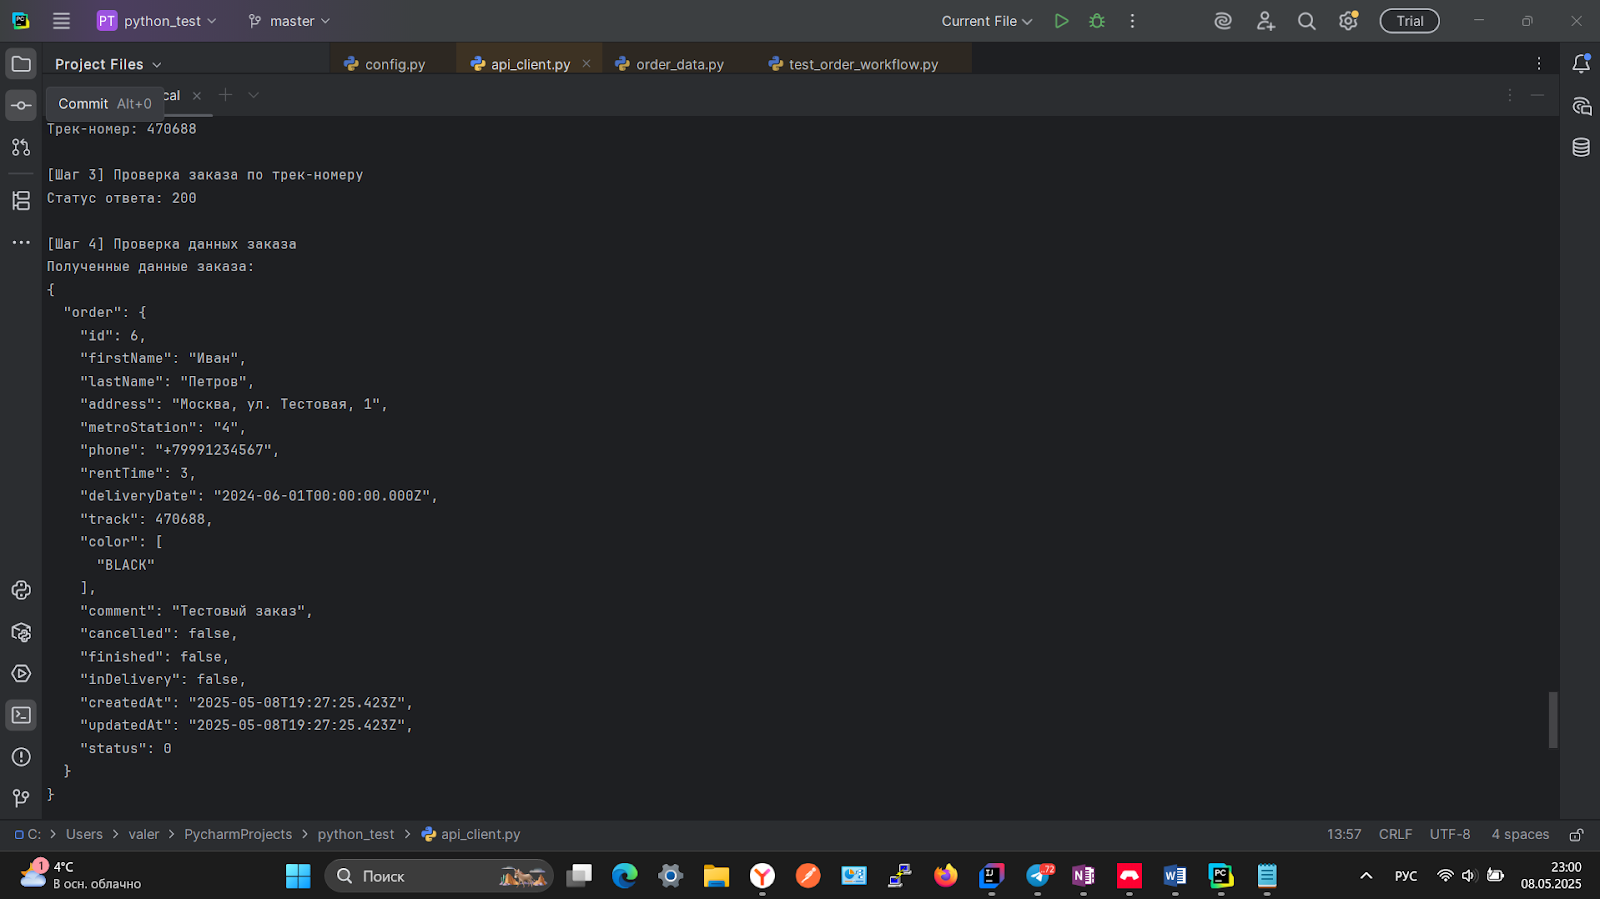 PT python_test master Current File Trial
Project Files config.py api_client.py order_data.py test_order_workflow.py
Commit Alt+0 cal
Трек-номер: 470688
[Шаг 3] Проверка заказа по трек-номеру
Статус ответа: 200
[Шаг 4] Проверка данных заказа
Полученные данные заказа:
{
"order": {
"id": 6,
"firstName": "Иван",
"lastName": "Петров",
"address": "Москва, ул. Тестовая, 1",
"metroStation": "4",
"phone": "+79991234567",
"rentTime": 3,
"deliveryDate": "2024-06-01T00:00:00.000Z",
"track": 470688,
"color": [
"BLACK"
],
"comment": "Тестовый заказ",
"cancelled": false,
"finished": false,
"inDelivery": false,
"createdAt": "2025-05-08T19:27:25.423Z",
"updatedAt": "2025-05-08T19:27:25.423Z",
"status": 0
}
}
C: > Users > valer > PycharmProjects > python_test > api_client.py 13:57 CRLF UTF-8 4 spaces
1 4°C Поиск 72 РУС 23:00
В осн. облачно 08.05.2025